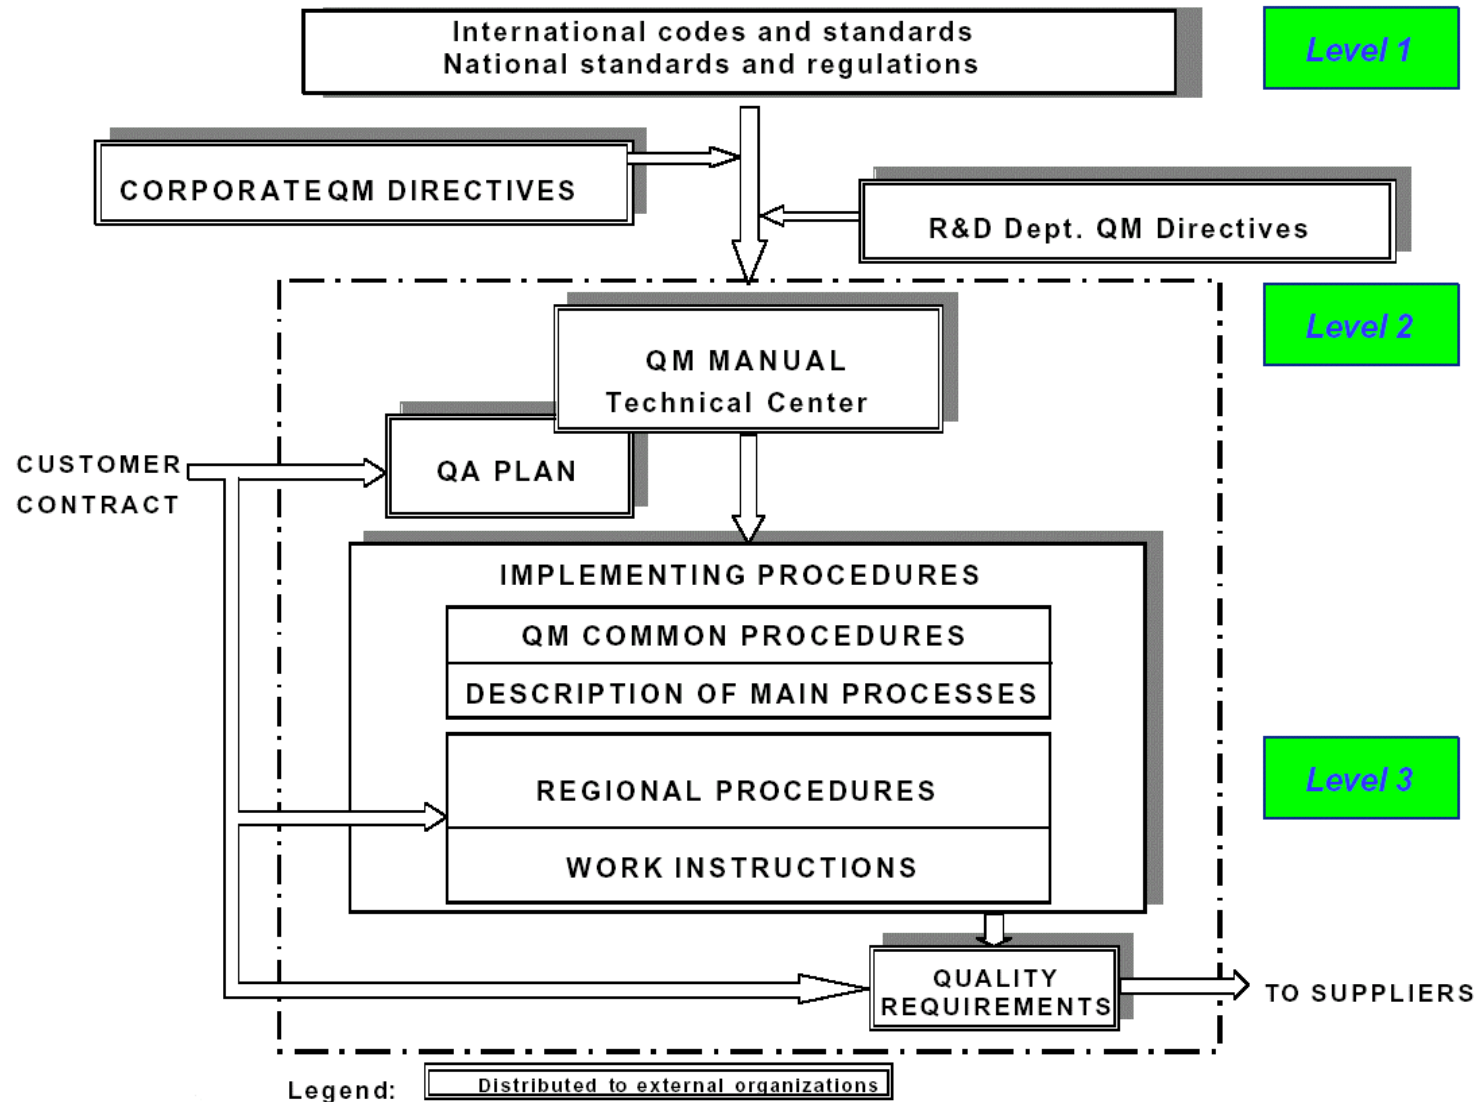 International codes and standards
National standards and regulations
Level 1
CORPORATE QM DIRECTIVES
R&D Dept. QM Directives
Level 2
QM MANUAL
Technical Center
QA PLAN
CUSTOMER
CONTRACT
IMPLEMENTING PROCEDURES
QM COMMON PROCEDURES
DESCRIPTION OF MAIN PROCESSES
Level 3
REGIONAL PROCEDURES
WORK INSTRUCTIONS
QUALITY
REQUIREMENTS
TO SUPPLIERS
Legend:
Distributed to external organizations